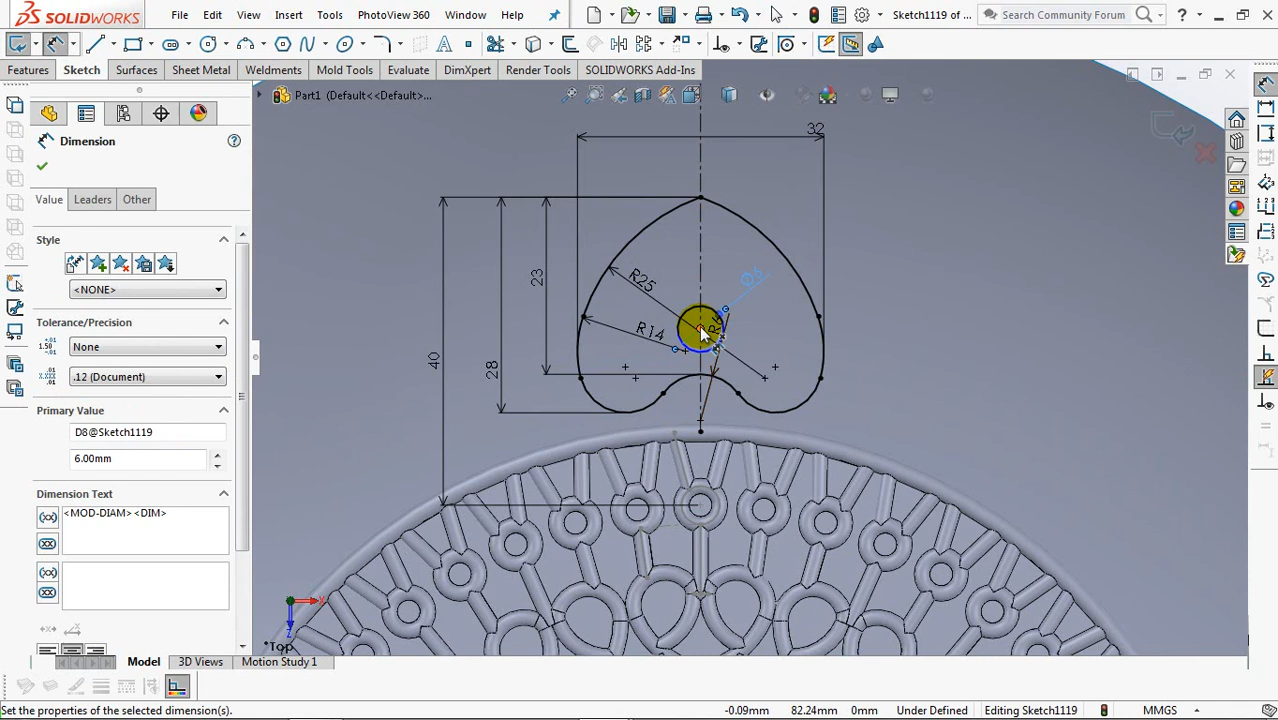 SOLIDWORKS File Edit View Insert Tools PhotoView 360 Window Help Sketch1119 of ... Search Community Forum ?
Features Sketch Surfaces Sheet Metal Weldments Mold Tools Evaluate DimXpert Render Tools SOLIDWORKS Add-Ins
Part1 (Default<<Default>...
Dimension ?
Value Leaders Other
Style
<NONE>
Tolerance/Precision
None
.12 (Document)
Primary Value
D8@Sketch1119
6.00mm
Dimension Text
<MOD-DIAM><DIM>
32
40
28
23
R25
R14
Ø6
X
Z
*Top
Model 3D Views Motion Study 1
Set the properties of the selected dimension(s). -0.09mm 82.24mm 0mm Under Defined Editing Sketch1119 MMGS